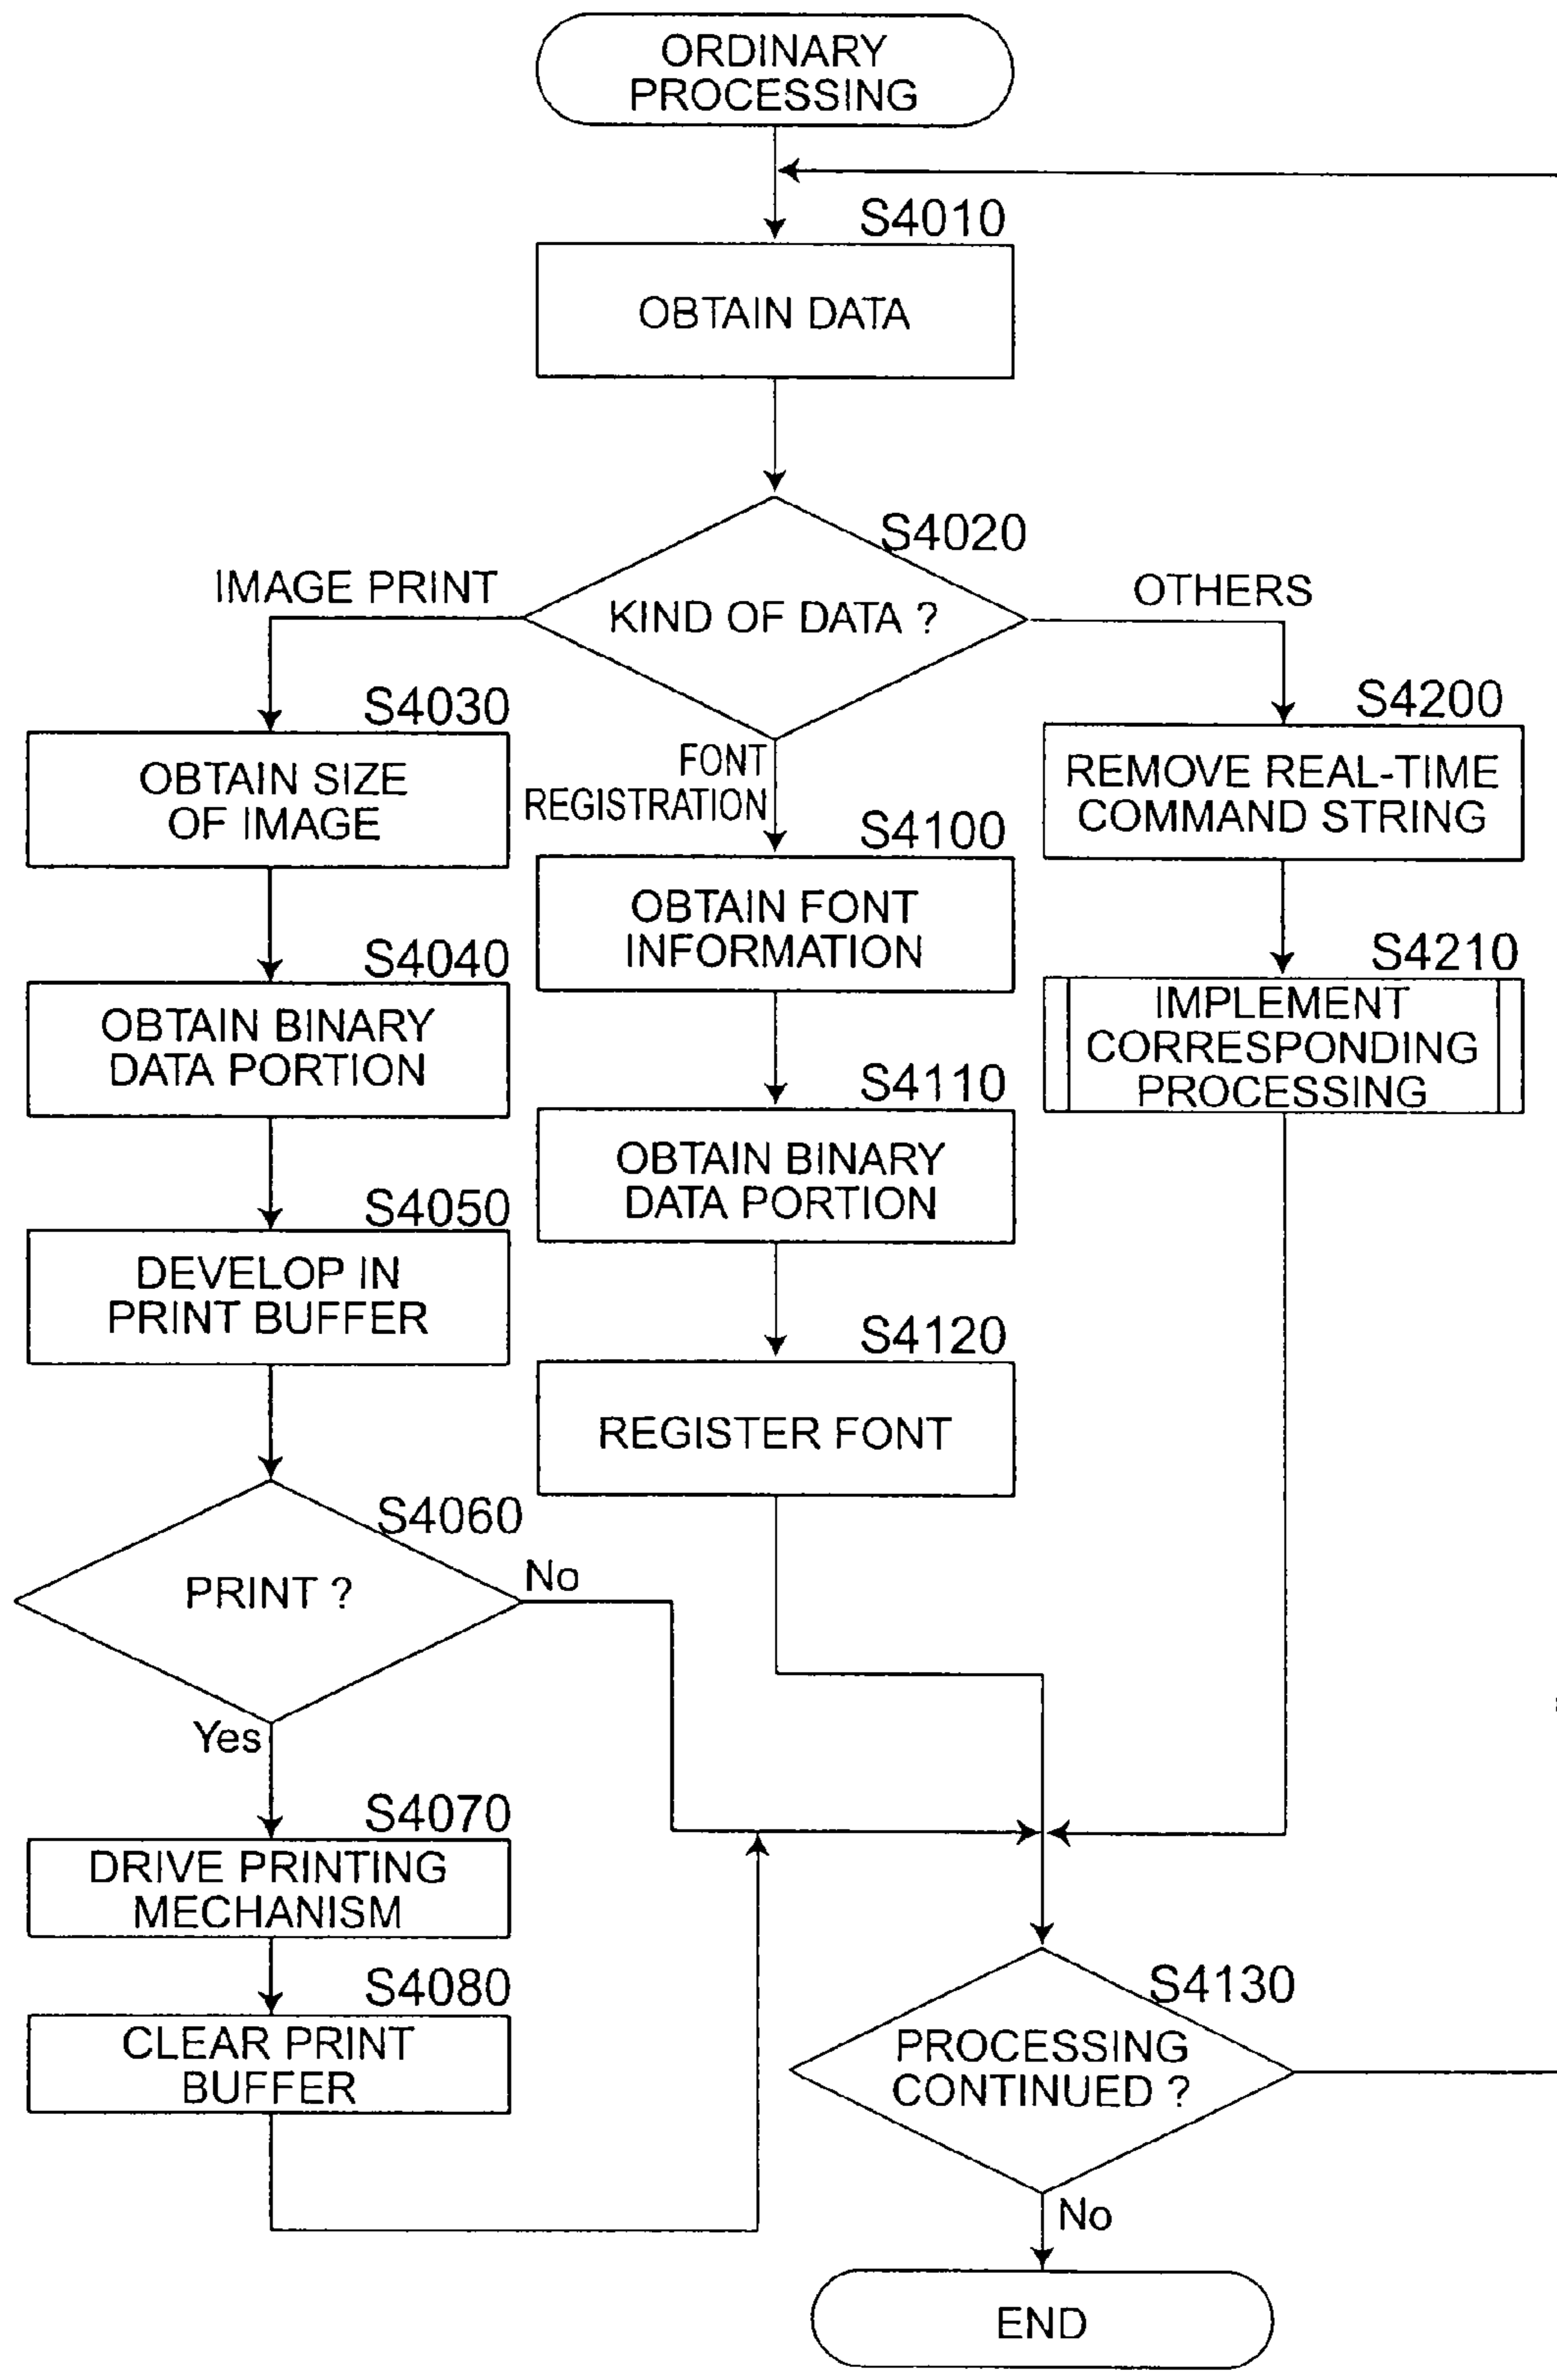 ORDINARY
PROCESSING
S4010
OBTAIN DATA
S4020
IMAGE PRINT
KIND OF DATA ?
OTHERS
S4030
OBTAIN SIZE
OF IMAGE
FONT
REGISTRATION
S4200
REMOVE REAL-TIME
COMMAND STRING
S4100
OBTAIN FONT
INFORMATION
S4040
OBTAIN BINARY
DATA PORTION
S4210
IMPLEMENT
CORRESPONDING
PROCESSING
S4110
OBTAIN BINARY
DATA PORTION
S4050
DEVELOP IN
PRINT BUFFER
S4120
REGISTER FONT
S4060
PRINT ?
No
Yes
S4070
DRIVE PRINTING
MECHANISM
S4080
CLEAR PRINT
BUFFER
S4130
PROCESSING
CONTINUED ?
No
END